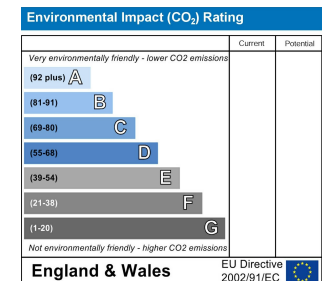 Environmental Impact (CO₂) Rating
Current Potential
Very environmentally friendly - lower CO2 emissions
(92 plus) A
(81-91) B
(69-80) C
(55-68) D
(39-54) E
(21-38) F
(1-20) G
Not environmentally friendly - higher CO2 emissions
England & Wales
EU Directive
2002/91/EC